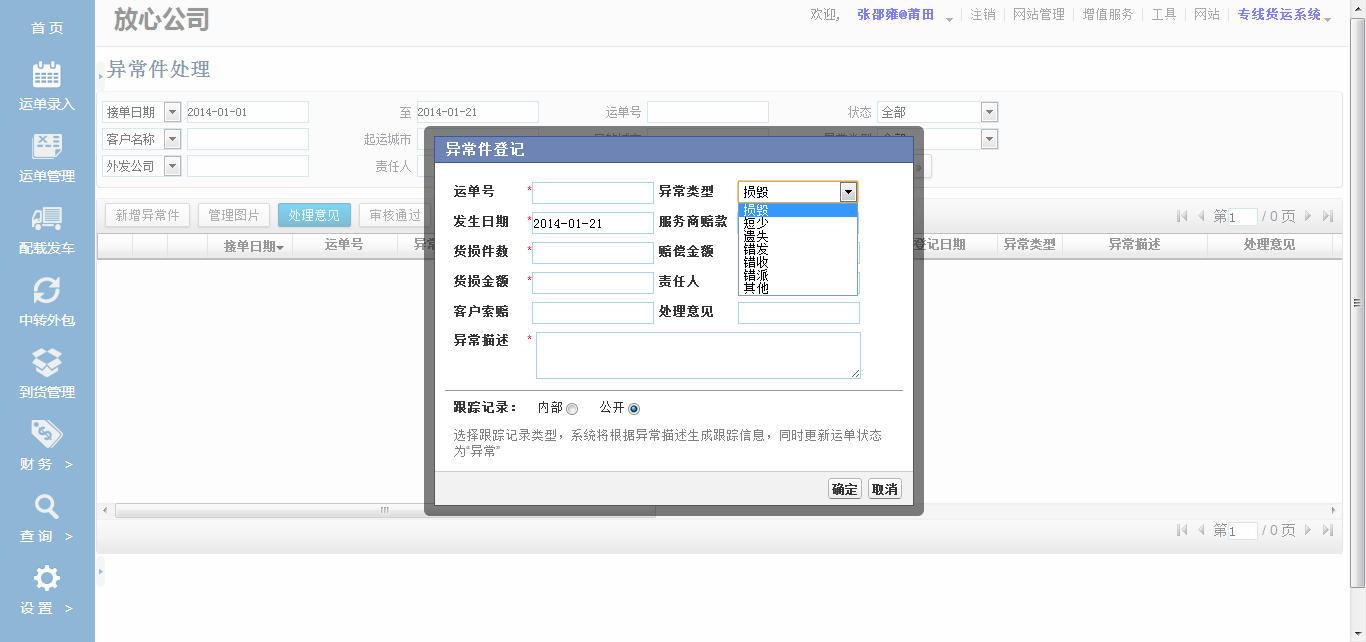 首 页
运单录入
运单管理
配载发车
中转外包
到货管理
财 务 >
查 询 >
设 置 >
放心公司
欢迎, 张邵雍@莆田 注销 网站管理 增值服务 工具 网站 专线货运系统
异常件处理
接单日期 2014-01-01 至 2014-01-21 运单号 状态 全部
客户名称 起运城市
外发公司 责任人
新增异常件 管理图片 处理意见 审核通过 第1 / 0 页
接单日期 运单号 登记日期 异常类型 异常描述 处理意见
异常件登记
运单号 * 异常类型 损毁
损毁
短少
遗失
错发
错收
错派
其他
发生日期 * 2014-01-21 服务商赔款
货损件数 * 赔偿金额
货损金额 * 责任人
客户索赔 处理意见
异常描述 *
跟踪记录: 内部 公开
选择跟踪记录类型，系统将根据异常描述生成跟踪信息，同时更新运单状态
为“异常”
确定 取消
第1 / 0 页